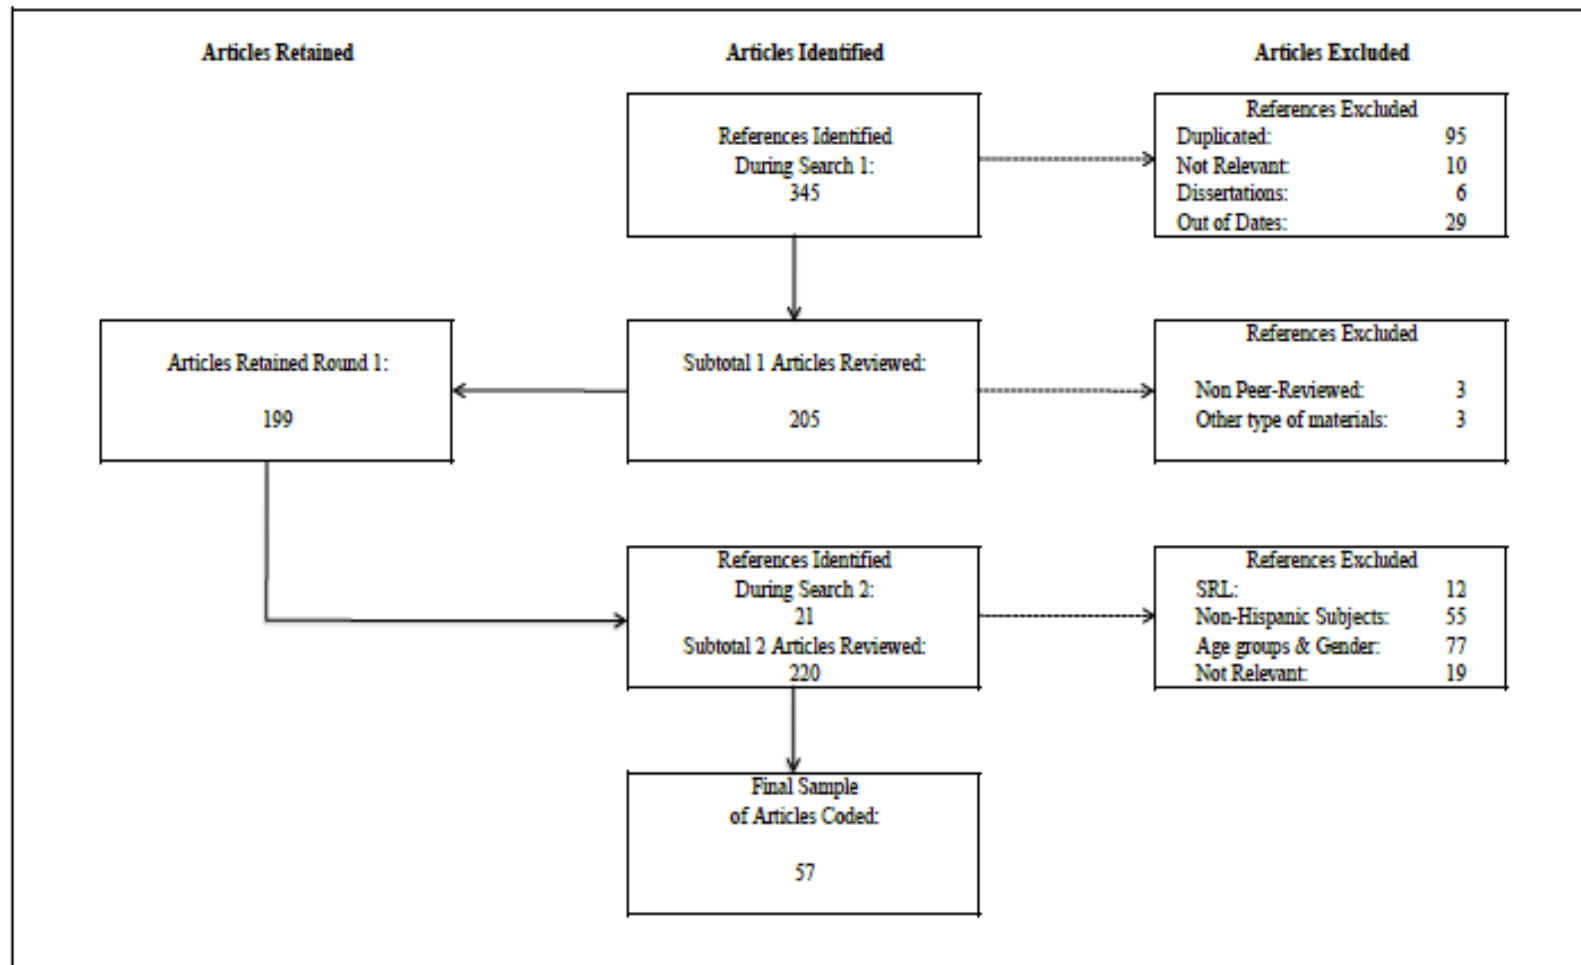 Articles Retained
Articles Identified
Articles Excluded
References Identified
During Search 1:
345
References Excluded
Duplicated: 95
Not Relevant: 10
Dissertations: 6
Out of Dates: 29
Articles Retained Round 1:
199
Subtotal 1 Articles Reviewed:
205
References Excluded
Non Peer-Reviewed: 3
Other type of materials: 3
References Identified
During Search 2:
21
Subtotal 2 Articles Reviewed:
220
References Excluded
SRL: 12
Non-Hispanic Subjects: 55
Age groups & Gender: 77
Not Relevant: 19
Final Sample
of Articles Coded:
57